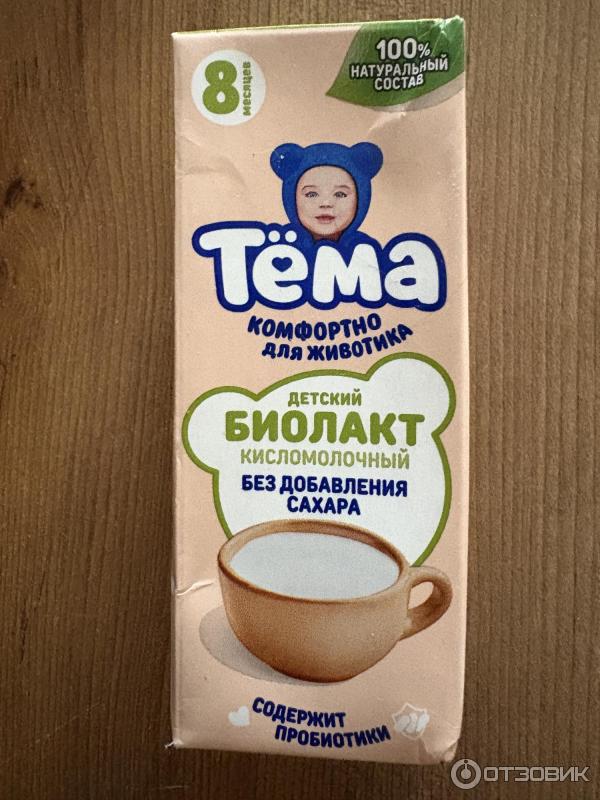 8
месяцев
100%
НАТУРАЛЬНЫЙ
СОСТАВ
Тёма
КОМФОРТНО
ДЛЯ ЖИВОТИКА
ДЕТСКИЙ
БИОЛАКТ
КИСЛОМОЛОЧНЫЙ
БЕЗ ДОБАВЛЕНИЯ
САХАРА
СОДЕРЖИТ
ПРОБИОТИКИ
ОТЗОВИК